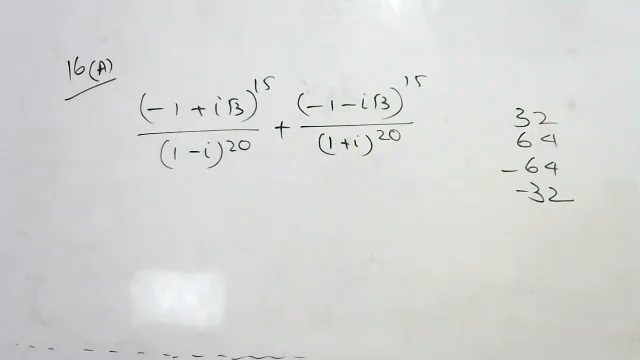 16(A)
(-1+i√3)^15 / (1-i)^20 + (-1-i√3)^15 / (1+i)^20
32
64
-64
-32